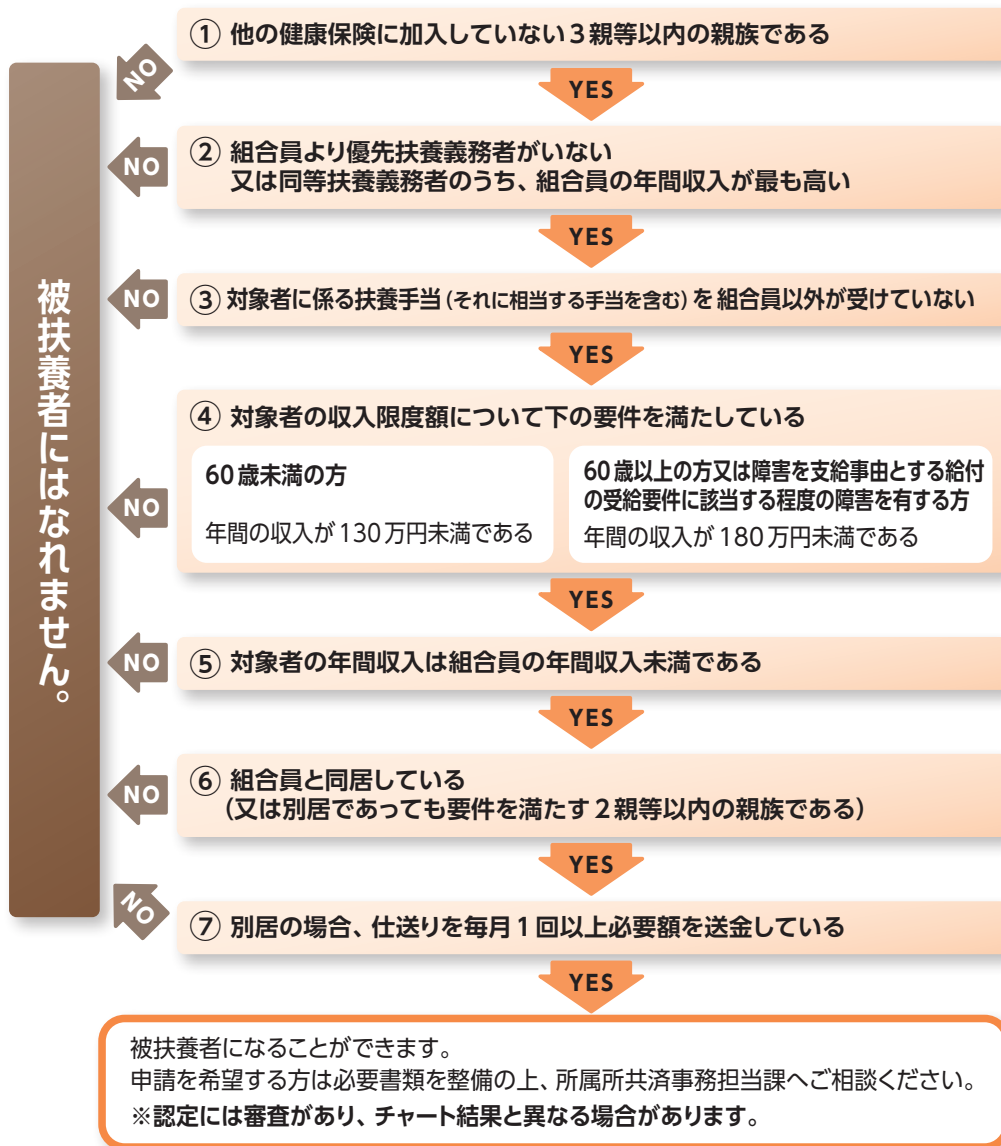 ① 他の健康保険に加入していない3親等以内の親族である
NO
YES
② 組合員より優先扶養義務者がいない
又は同等扶養義務者のうち、組合員の年間収入が最も高い
NO
YES
③ 対象者に係る扶養手当(それに相当する手当を含む)を組合員以外が受けていない
NO
YES
④ 対象者の収入限度額について下の要件を満たしている
60歳未満の方
年間の収入が130万円未満である
60歳以上の方又は障害を支給事由とする給付
の受給要件に該当する程度の障害を有する方
年間の収入が180万円未満である
NO
YES
⑤ 対象者の年間収入は組合員の年間収入未満である
NO
YES
⑥ 組合員と同居している
(又は別居であっても要件を満たす2親等以内の親族である)
NO
YES
⑦ 別居の場合、仕送りを毎月1回以上必要額を送金している
NO
YES
被扶養者にはなれません。
被扶養者になることができます。
申請を希望する方は必要書類を整備の上、所属所共済事務担当課へご相談ください。
※認定には審査があり、チャート結果と異なる場合があります。